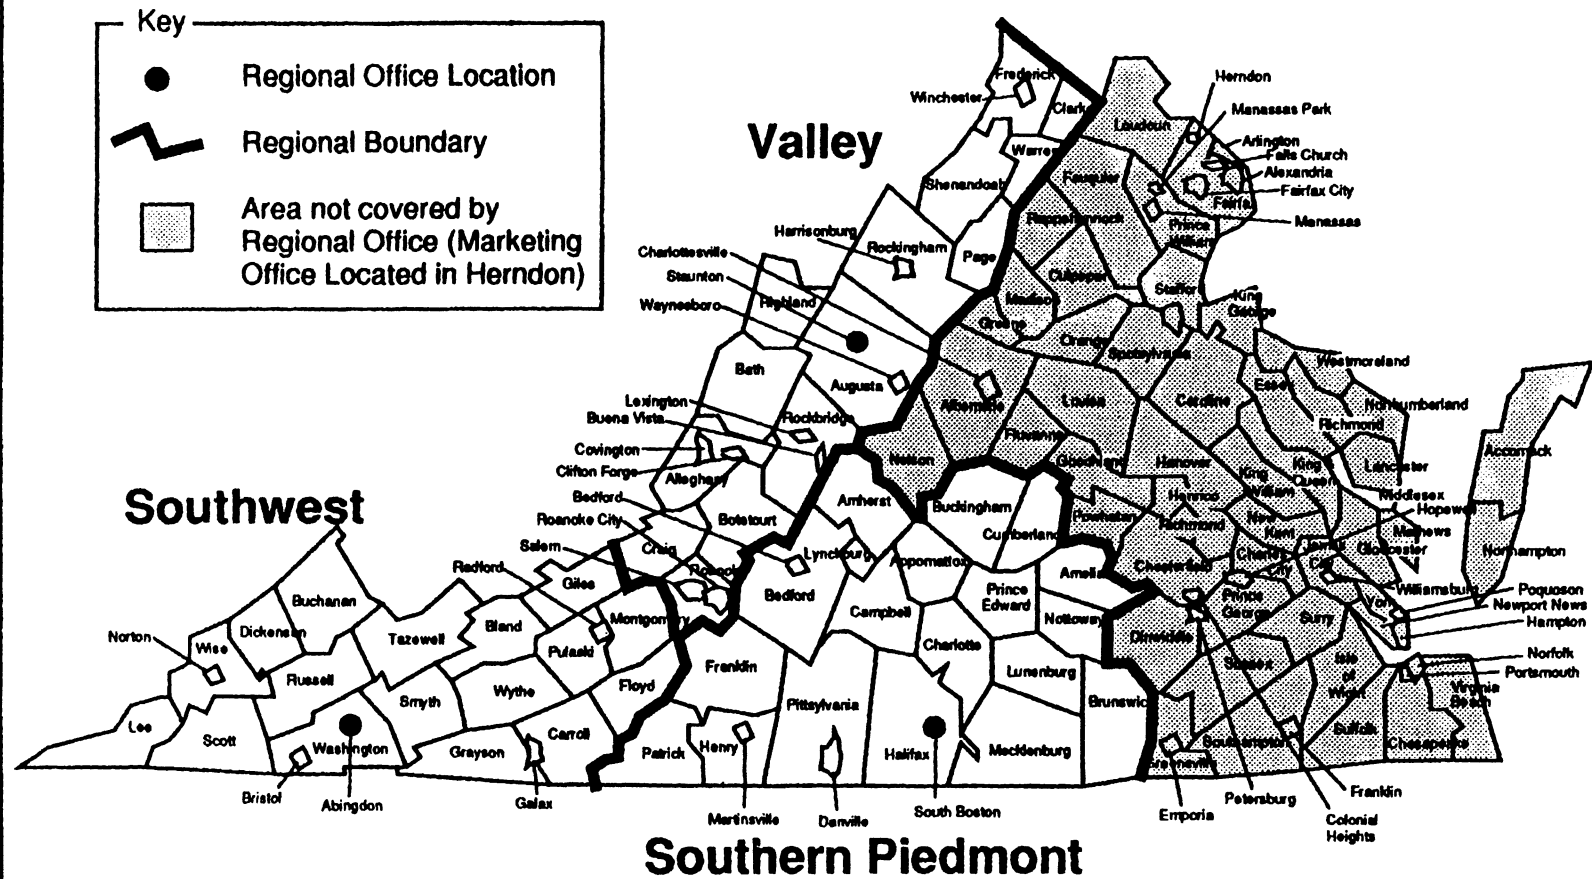 Key
Regional Office Location
Regional Boundary
Area not covered by
Regional Office (Marketing
Office Located in Herndon)
Valley
Southwest
Southern Piedmont
Frederick
Winchester
Clark
Warren
Shenandoah
Harrisonburg
Rockingham
Page
Charlottesville
Staunton
Waynesboro
Highland
Bath
Augusta
Lexington
Buena Vista
Rockbridge
Covington
Clifton Forge
Alleghany
Bedford
Botetourt
Roanoke City
Salem
Craig
Roanoke
Radford
Giles
Montgomery
Buchanan
Dickenson
Norton
Wise
Tazewell
Bland
Pulaski
Russell
Smyth
Wythe
Floyd
Lee
Scott
Washington
Grayson
Carroll
Bristol
Abingdon
Galax
Amherst
Buckingham
Cumberland
Lynchburg
Appomattox
Bedford
Campbell
Prince
Edward
Amelia
Nottoway
Charlotte
Franklin
Lunenburg
Brunswic
Pittsylvania
Patrick
Henry
Halifax
Mecklenburg
Martinsville
Danville
South Boston
Herndon
Manassas Park
Loudoun
Arlington
Falls Church
Alexandria
Fairfax City
Fairfa
Manassas
Fauquier
Rappahannock
Prince
William
Culpeper
Stafford
Madison
Greene
King
George
Orange
Spotsylvania
Westmoreland
Essex
Albemarle
Louisa
Caroline
Northumberland
Richmond
Fluvanna
Nelson
Goochland
Hanover
King
William
King
Queen
Lancaster
Accomack
Middlesex
Hopewell
Henrico
Powhatan
Richmond
New
Kent
Mathews
Gloucester
Northampton
Chesterfield
Charles
City
James
City
Prince
George
Williamsburg
York
Poquoson
Newport News
Hampton
Surry
Dinwiddie
Norfolk
Portsmouth
Sussex
Isle
of
Wight
Virginia
Beach
Southampton
Suffolk
Chesapeake
Greensville
Emporia
Petersburg
Franklin
Colonial
Heights